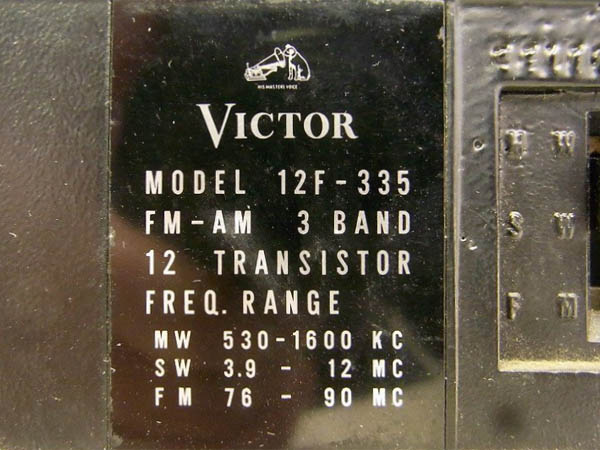 HIS MASTERS VOICE
VICTOR
MODEL 12F-335
FM-AM 3 BAND
12 TRANSISTOR
FREQ. RANGE
MW 530-1600 KC
SW 3.9 - 12 MC
FM 76 - 90 MC
M W
S W
F M